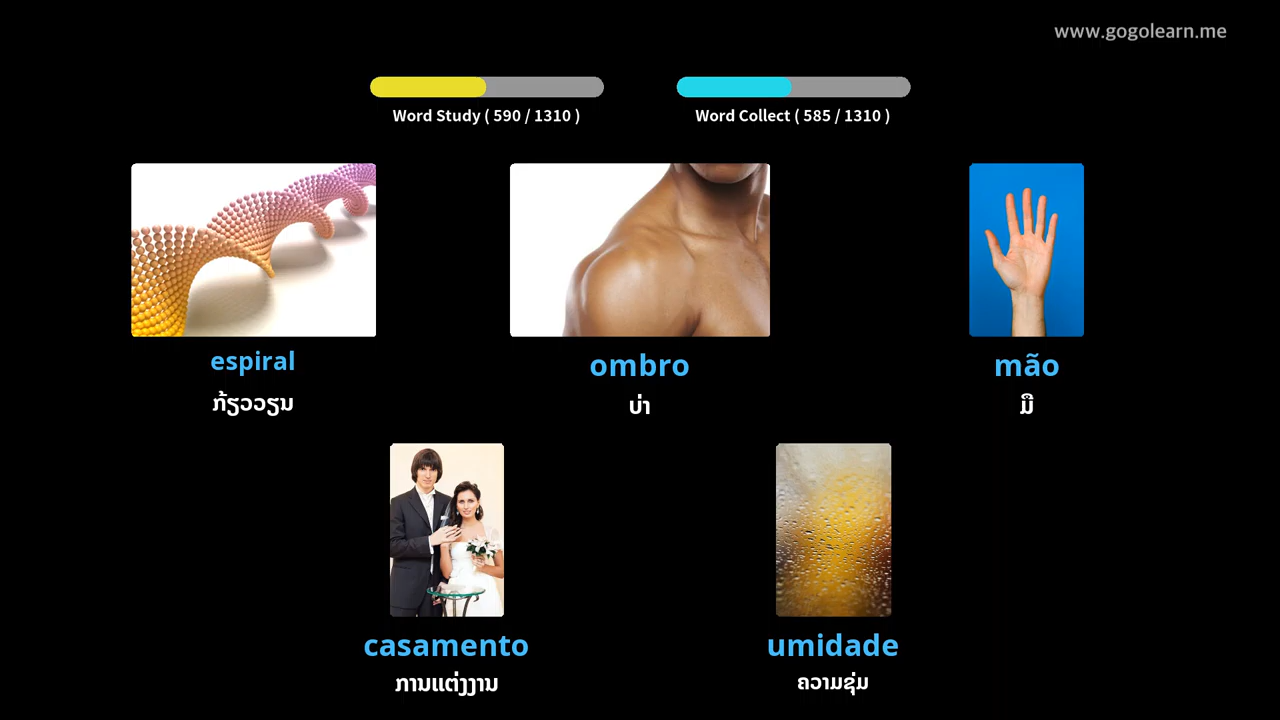 www.gogolearn.me
Word Study ( 590 / 1310 )
Word Collect ( 585 / 1310 )
espiral
ກ້ຽວວຽນ
ombro
ບ່າ
mão
ມື
casamento
ການແຕ່ງງານ
umidade
ຄວາມຊຸ່ມ